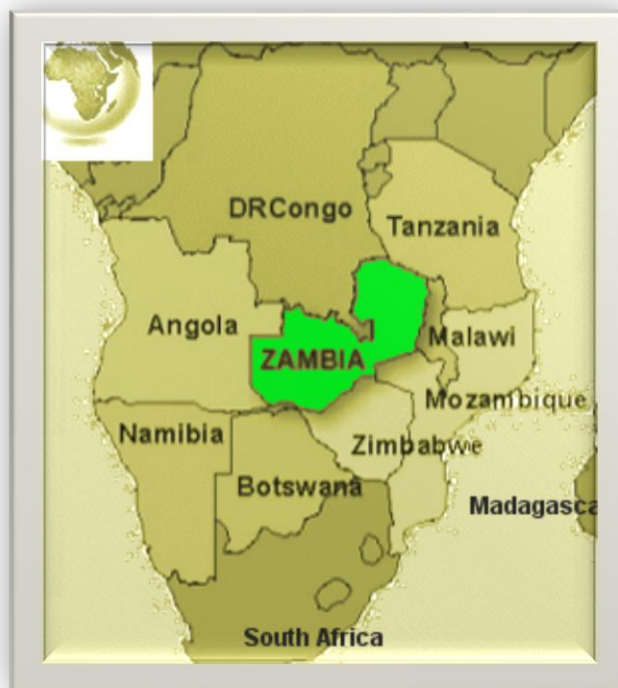 DRCongo
Tanzania
Angola
Malawi
ZAMBIA
Mozambique
Namibia
Zimbabwe
Botswana
Madagasca
South Africa